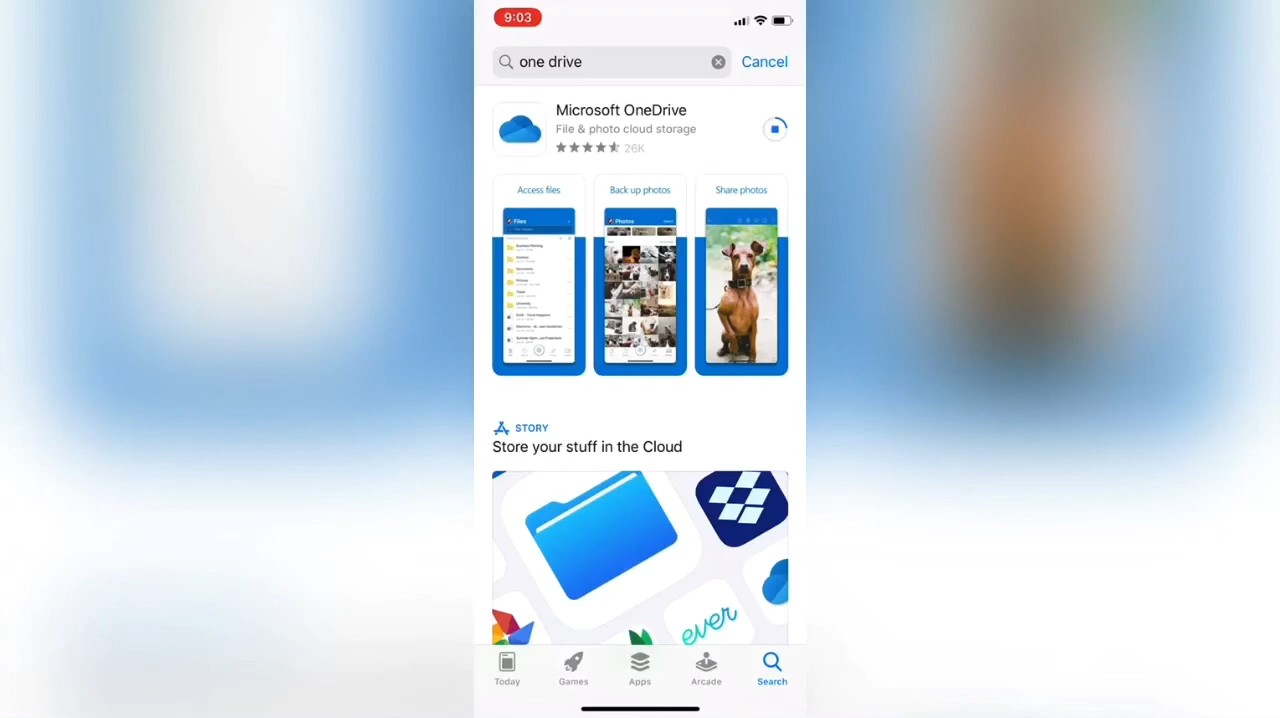 9:03
one drive
Cancel
Microsoft OneDrive
File & photo cloud storage
26K
Access files
Back up photos
Share photos
Files
Photos
STORY
Store your stuff in the Cloud
ever
Today
Games
Apps
Arcade
Search